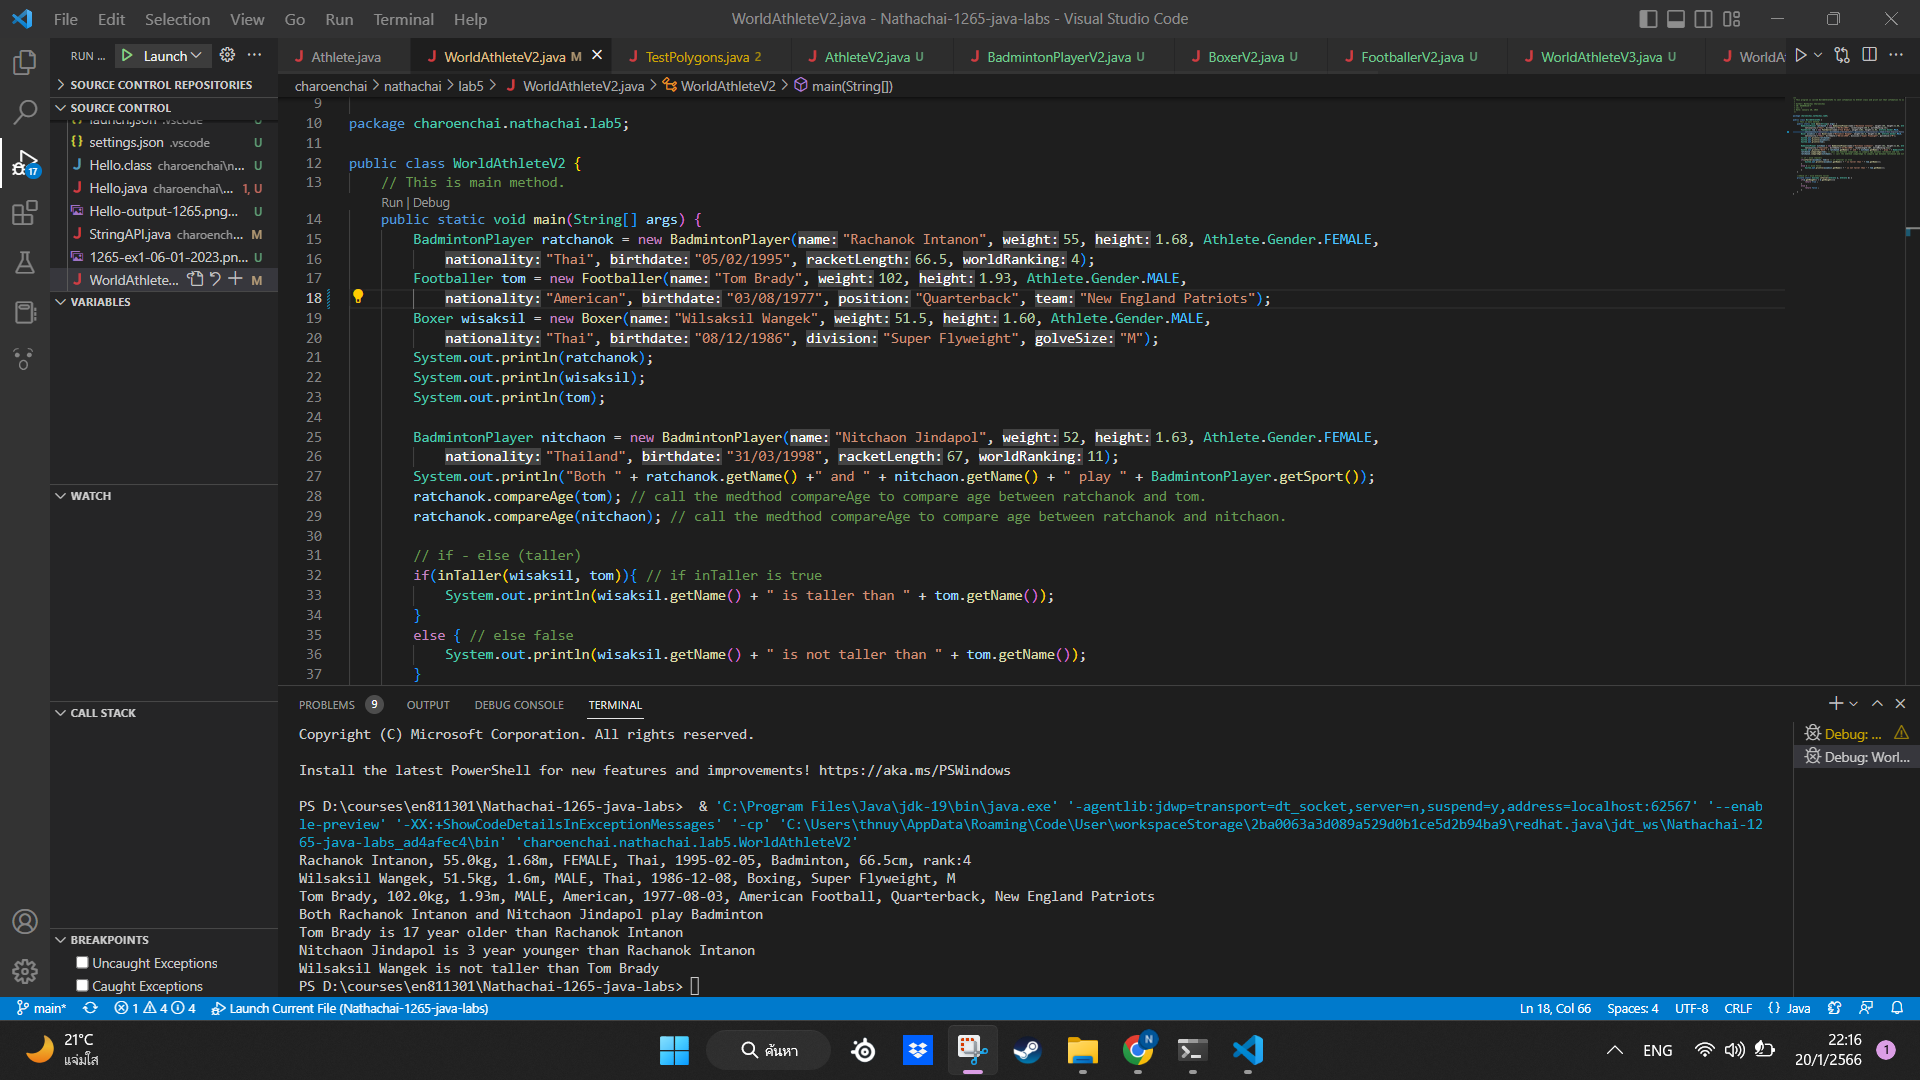 File Edit Selection View Go Run Terminal Help
WorldAthleteV2.java - Nathachai-1265-java-labs - Visual Studio Code
RUN ... Launch
Athlete.java WorldAthleteV2.java M TestPolygons.java 2 AthleteV2.java U BadmintonPlayerV2.java U BoxerV2.java U FootballerV2.java U WorldAthleteV3.java U WorldA
SOURCE CONTROL REPOSITORIES
charoenchai > nathachai > lab5 > WorldAthleteV2.java > WorldAthleteV2 > main(String[])
SOURCE CONTROL
launch.json .vscode U
settings.json .vscode U
Hello.class charoenchai\n... U
Hello.java charoenchai\... 1, U
Hello-output-1265.png... U
StringAPI.java charoench... M
1265-ex1-06-01-2023.pn... U
WorldAthlete... M
17
VARIABLES
WATCH
CALL STACK
BREAKPOINTS
Uncaught Exceptions
Caught Exceptions
9
10 package charoenchai.nathachai.lab5;
11
12 public class WorldAthleteV2 {
13 // This is main method.
Run | Debug
14 public static void main(String[] args) {
15 BadmintonPlayer ratchanok = new BadmintonPlayer(name: "Rachanok Intanon", weight: 55, height: 1.68, Athlete.Gender.FEMALE,
16 nationality: "Thai", birthdate: "05/02/1995", racketLength: 66.5, worldRanking: 4);
17 Footballer tom = new Footballer(name: "Tom Brady", weight: 102, height: 1.93, Athlete.Gender.MALE,
18 nationality: "American", birthdate: "03/08/1977", position: "Quarterback", team: "New England Patriots");
19 Boxer wisaksil = new Boxer(name: "Wilsaksil Wangek", weight: 51.5, height: 1.60, Athlete.Gender.MALE,
20 nationality: "Thai", birthdate: "08/12/1986", division: "Super Flyweight", golveSize: "M");
21 System.out.println(ratchanok);
22 System.out.println(wisaksil);
23 System.out.println(tom);
24
25 BadmintonPlayer nitchaon = new BadmintonPlayer(name: "Nitchaon Jindapol", weight: 52, height: 1.63, Athlete.Gender.FEMALE,
26 nationality: "Thailand", birthdate: "31/03/1998", racketLength: 67, worldRanking: 11);
27 System.out.println("Both " + ratchanok.getName() +" and " + nitchaon.getName() + " play " + BadmintonPlayer.getSport());
28 ratchanok.compareAge(tom); // call the medthod compareAge to compare age between ratchanok and tom.
29 ratchanok.compareAge(nitchaon); // call the medthod compareAge to compare age between ratchanok and nitchaon.
30
31 // if - else (taller)
32 if(inTaller(wisaksil, tom)){ // if inTaller is true
33 System.out.println(wisaksil.getName() + " is taller than " + tom.getName());
34 }
35 else { // else false
36 System.out.println(wisaksil.getName() + " is not taller than " + tom.getName());
37 }
PROBLEMS 9 OUTPUT DEBUG CONSOLE TERMINAL
Copyright (C) Microsoft Corporation. All rights reserved.
Install the latest PowerShell for new features and improvements! https://aka.ms/PSWindows
PS D:\courses\en811301\Nathachai-1265-java-labs> & 'C:\Program Files\Java\jdk-19\bin\java.exe' '-agentlib:jdwp=transport=dt_socket,server=n,suspend=y,address=localhost:62567' '--enab
le-preview' '-XX:+ShowCodeDetailsInExceptionMessages' '-cp' 'C:\Users\thnuy\AppData\Roaming\Code\User\workspaceStorage\2ba0063a3d089a529d0b1ce5d2b94ba9\redhat.java\jdt_ws\Nathachai-12
65-java-labs_ad4afec4\bin' 'charoenchai.nathachai.lab5.WorldAthleteV2'
Rachanok Intanon, 55.0kg, 1.68m, FEMALE, Thai, 1995-02-05, Badminton, 66.5cm, rank:4
Wilsaksil Wangek, 51.5kg, 1.6m, MALE, Thai, 1986-12-08, Boxing, Super Flyweight, M
Tom Brady, 102.0kg, 1.93m, MALE, American, 1977-08-03, American Football, Quarterback, New England Patriots
Both Rachanok Intanon and Nitchaon Jindapol play Badminton
Tom Brady is 17 year older than Rachanok Intanon
Nitchaon Jindapol is 3 year younger than Rachanok Intanon
Wilsaksil Wangek is not taller than Tom Brady
PS D:\courses\en811301\Nathachai-1265-java-labs>
Debug: ...
Debug: Worl...
main* 1 4 4 Launch Current File (Nathachai-1265-java-labs)
Ln 18, Col 66 Spaces: 4 UTF-8 CRLF {} Java
21°C
แจ่มใส
ค้นหา
N
ENG
22:16
20/1/2566
1